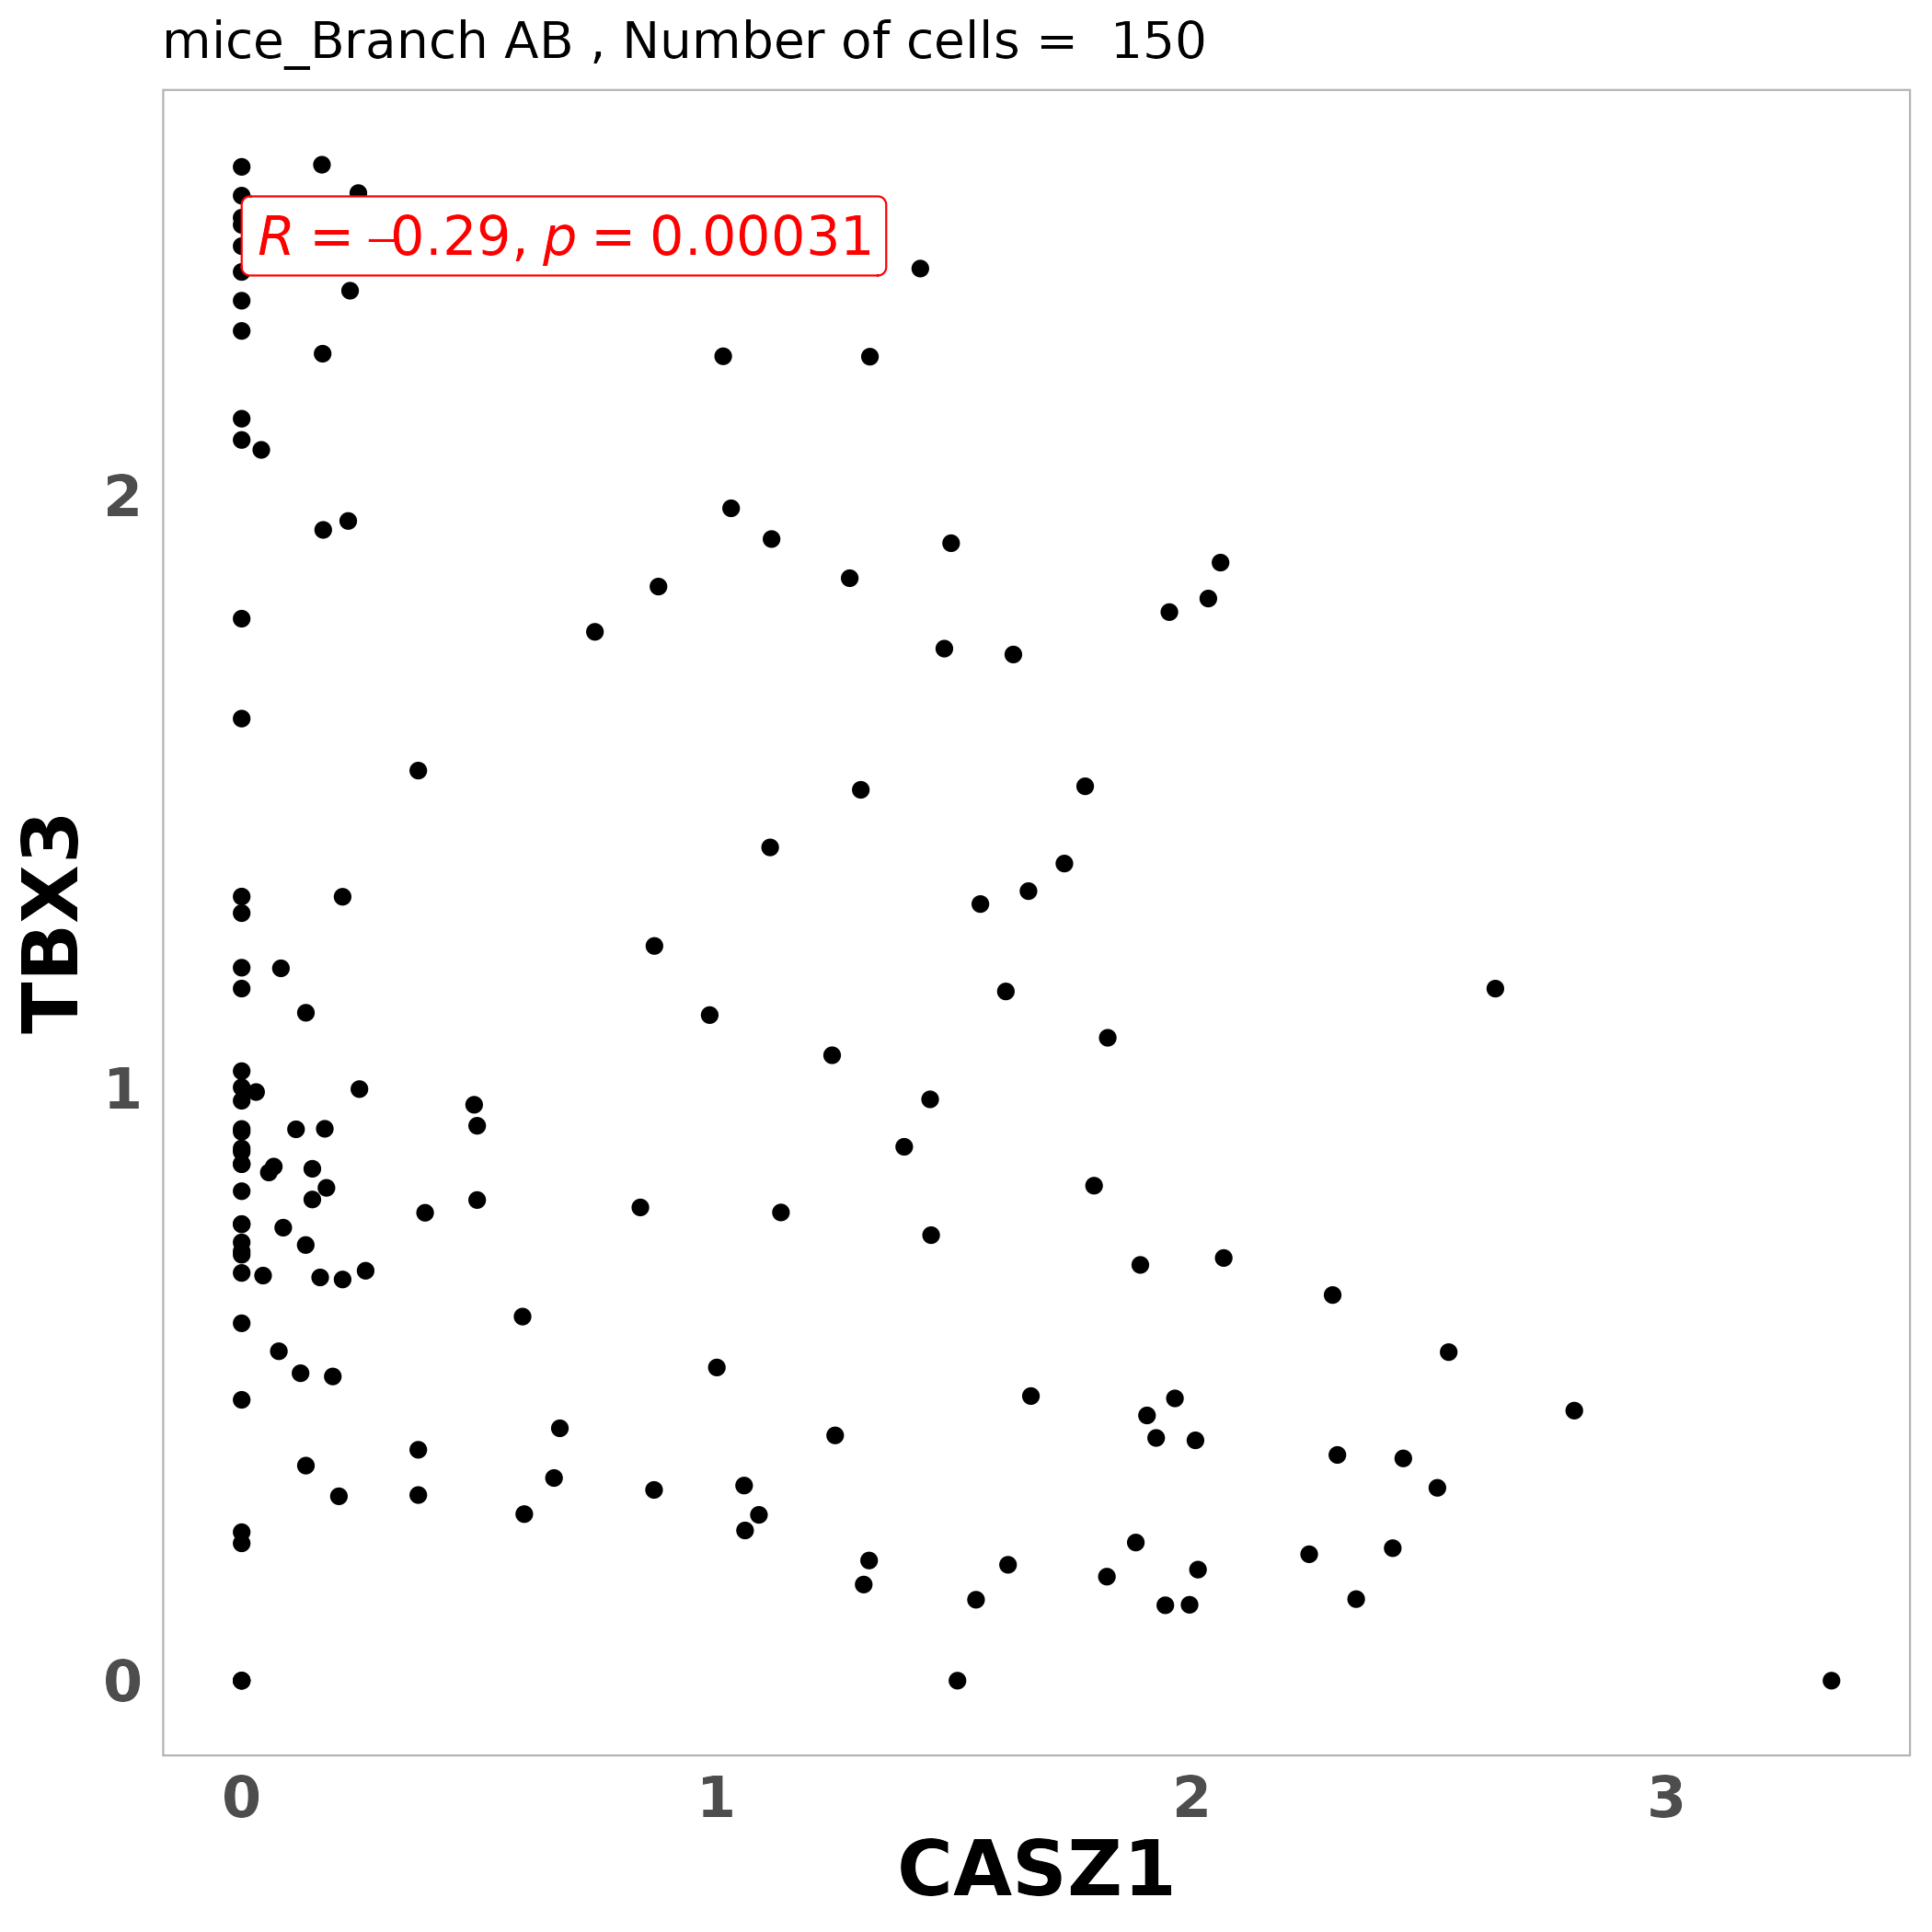 mice_Branch AB , Number of cells =  150
R = –0.29, p = 0.00031
TBX3
2
1
0
0 1 2 3
CASZ1